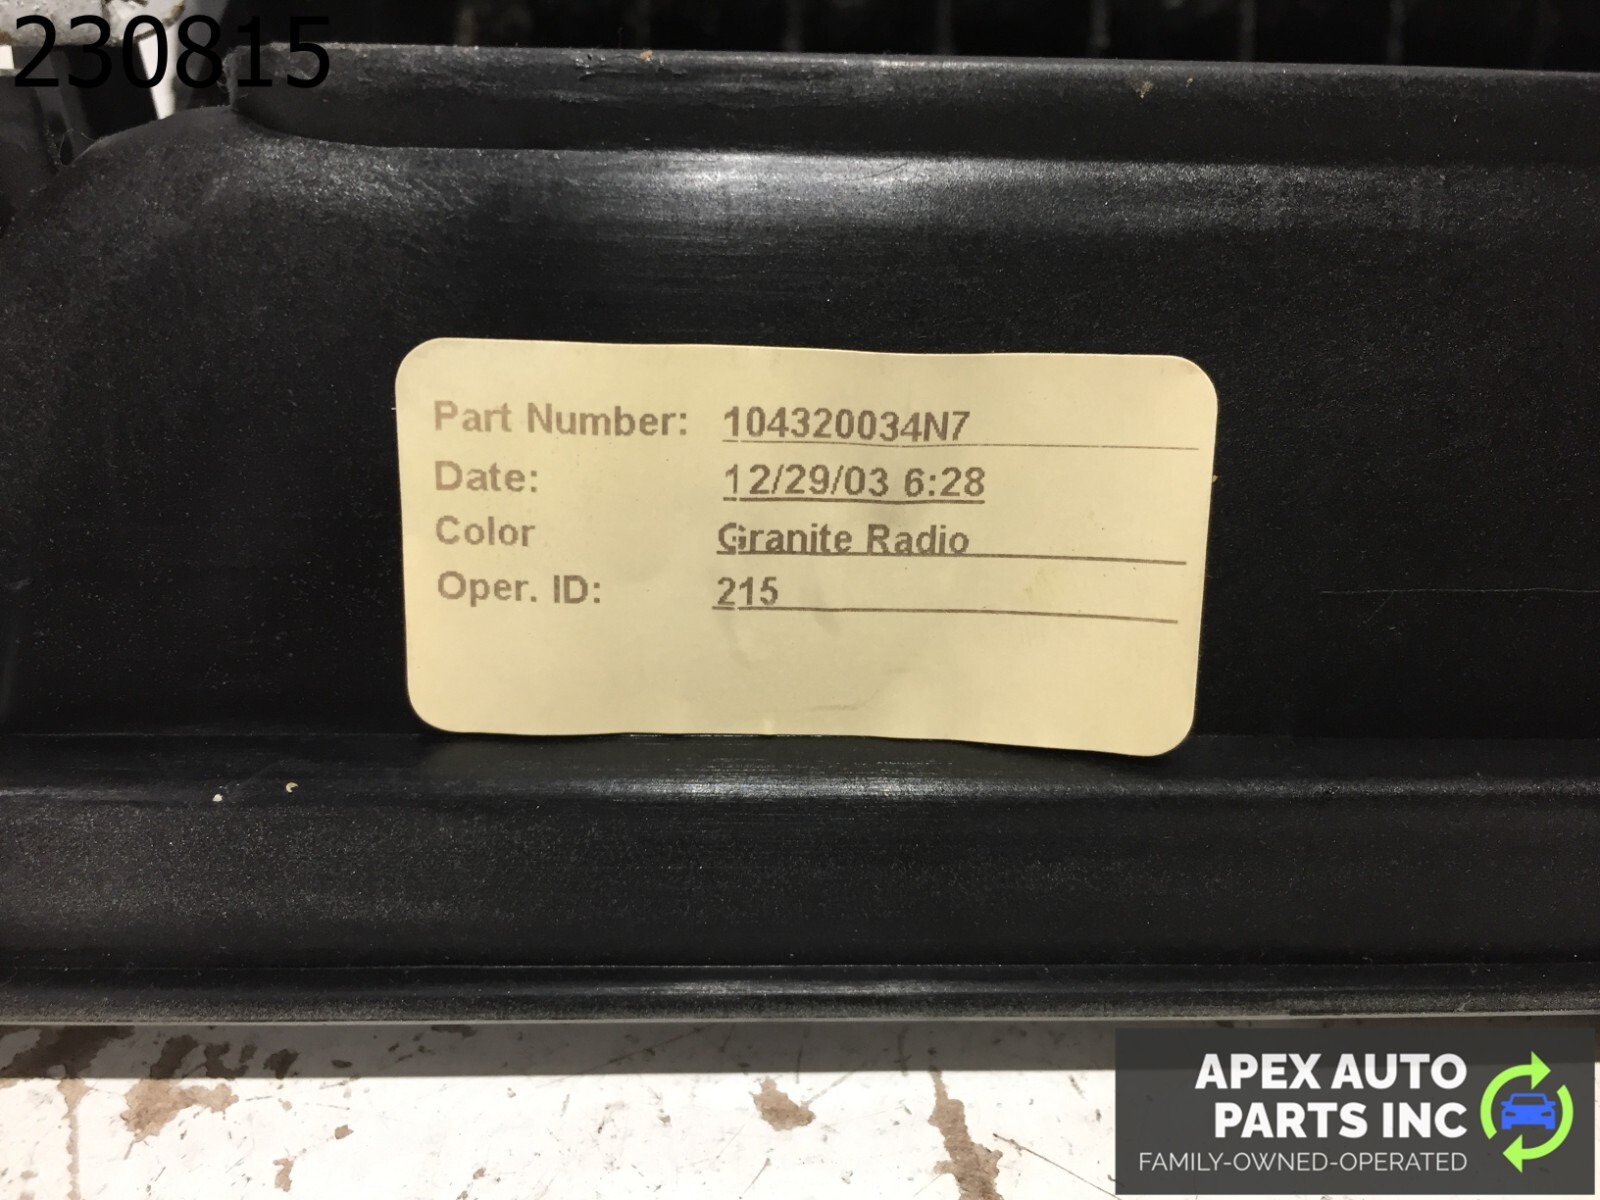 230815
Part Number: 104320034N7
Date: 12/29/03 6:28
Color Granite Radio
Oper. ID: 215
APEX AUTO
PARTS INC
FAMILY-OWNED-OPERATED